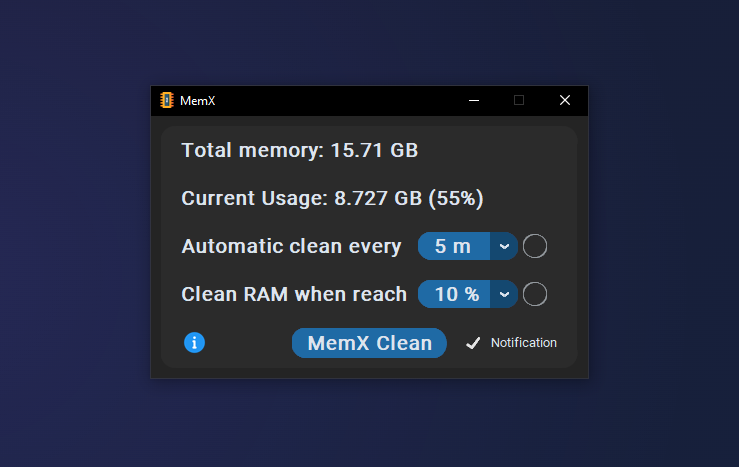 MemX
Total memory: 15.71 GB
Current Usage: 8.727 GB (55%)
Automatic clean every 5 m
Clean RAM when reach 10 %
MemX Clean Notification